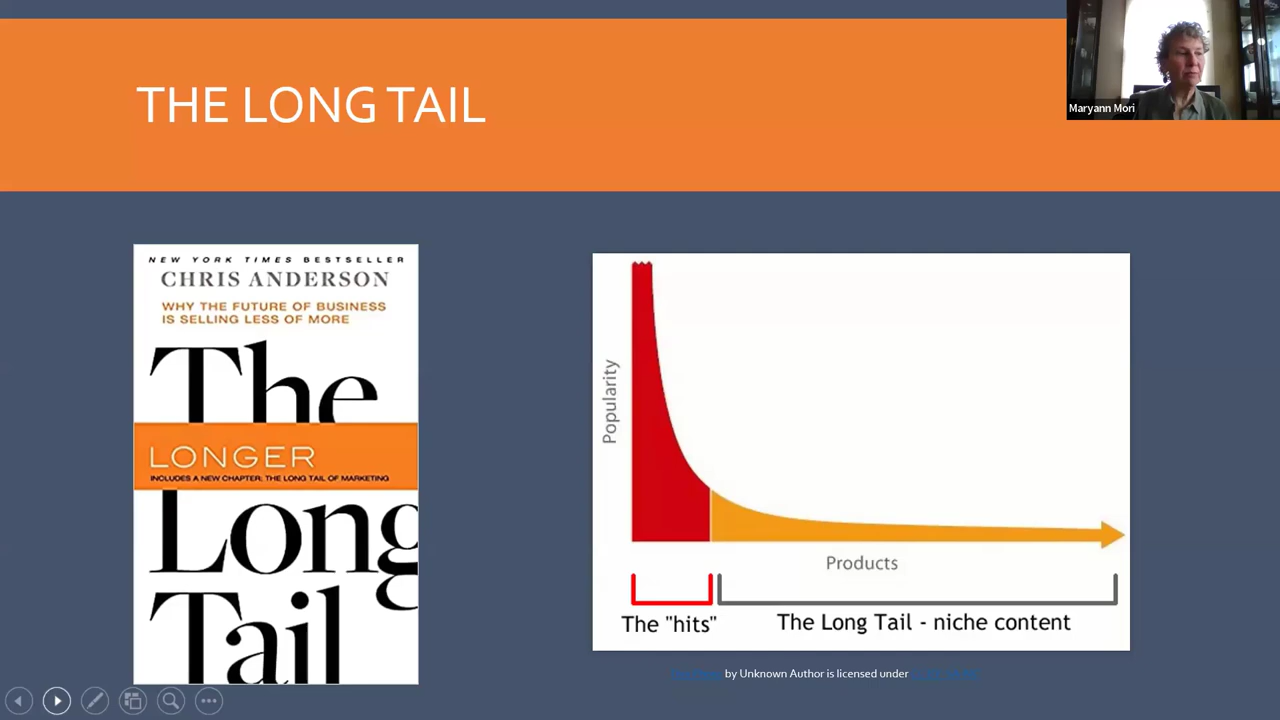 THE LONG TAIL
Maryann Mori
NEW YORK TIMES BESTSELLER
CHRIS ANDERSON
WHY THE FUTURE OF BUSINESS
IS SELLING LESS OF MORE
The
LONGER
INCLUDES A NEW CHAPTER: THE LONG TAIL OF MARKETING
Long
Tail
Popularity
Products
The "hits"
The Long Tail - niche content
by Unknown Author is licensed under